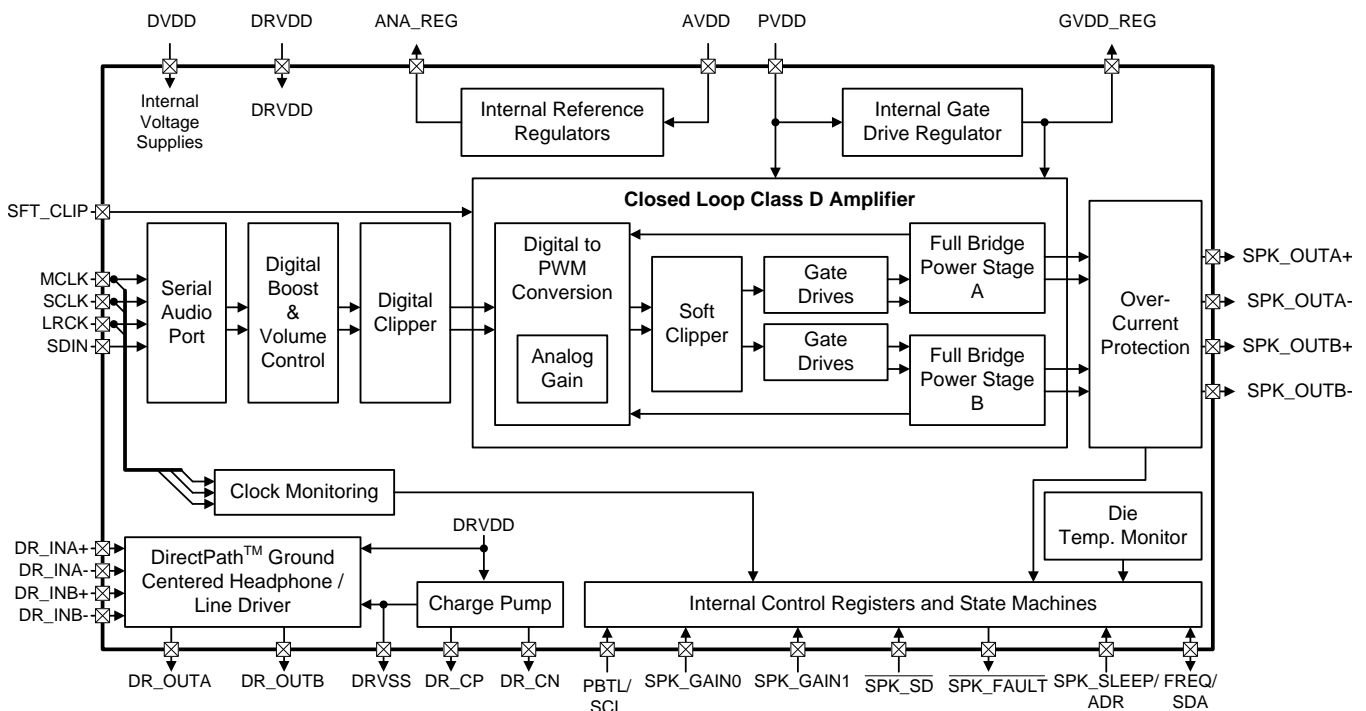 DVDD
DRVDD
ANA_REG
AVDD
PVDD
GVDD_REG
Internal
Voltage
Supplies
DRVDD
Internal Reference
Regulators
Internal Gate
Drive Regulator
SFT_CLIP
MCLK
SCLK
LRCK
SDIN
Serial
Audio
Port
Digital
Boost
&
Volume
Control
Digital
Clipper
Closed Loop Class D Amplifier
Digital to
PWM
Conversion
Analog
Gain
Soft
Clipper
Gate
Drives
Gate
Drives
Full Bridge
Power Stage
A
Full Bridge
Power Stage
B
Over-
Current
Protection
SPK_OUTA+
SPK_OUTA-
SPK_OUTB+
SPK_OUTB-
Clock Monitoring
Die
Temp. Monitor
DR_INA+
DR_INA-
DR_INB+
DR_INB-
DirectPath™ Ground
Centered Headphone /
Line Driver
DRVDD
Charge Pump
Internal Control Registers and State Machines
DR_OUTA
DR_OUTB
DRVSS
DR_CP
DR_CN
PBTL/
SCL
SPK_GAIN0
SPK_GAIN1
SPK_SD
SPK_FAULT
SPK_SLEEP/
ADR
FREQ/
SDA